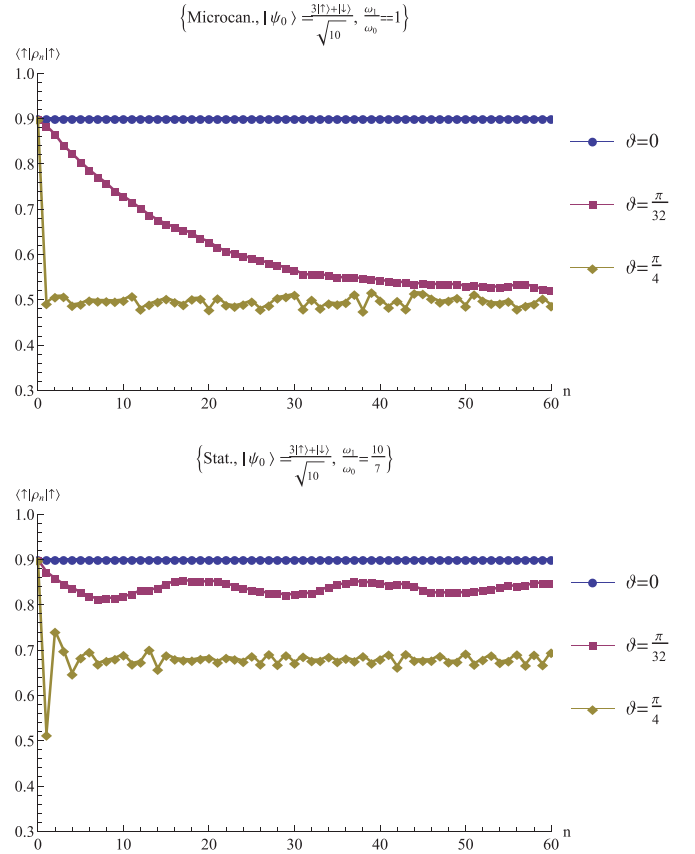 {Microcan., |ψ₀⟩ = (3|↑⟩+|↓⟩)/√10, ω₁/ω₀ == 1}
⟨↑|ρₙ|↑⟩
1.0
0.9
0.8
0.7
0.6
0.5
0.4
0.3
0
10
20
30
40
50
60
n
ϑ=0
ϑ=π/32
ϑ=π/4
{Stat., |ψ₀⟩ = (3|↑⟩+|↓⟩)/√10, ω₁/ω₀ = 10/7}
⟨↑|ρₙ|↑⟩
1.0
0.9
0.8
0.7
0.6
0.5
0.4
0.3
0
10
20
30
40
50
60
n
ϑ=0
ϑ=π/32
ϑ=π/4